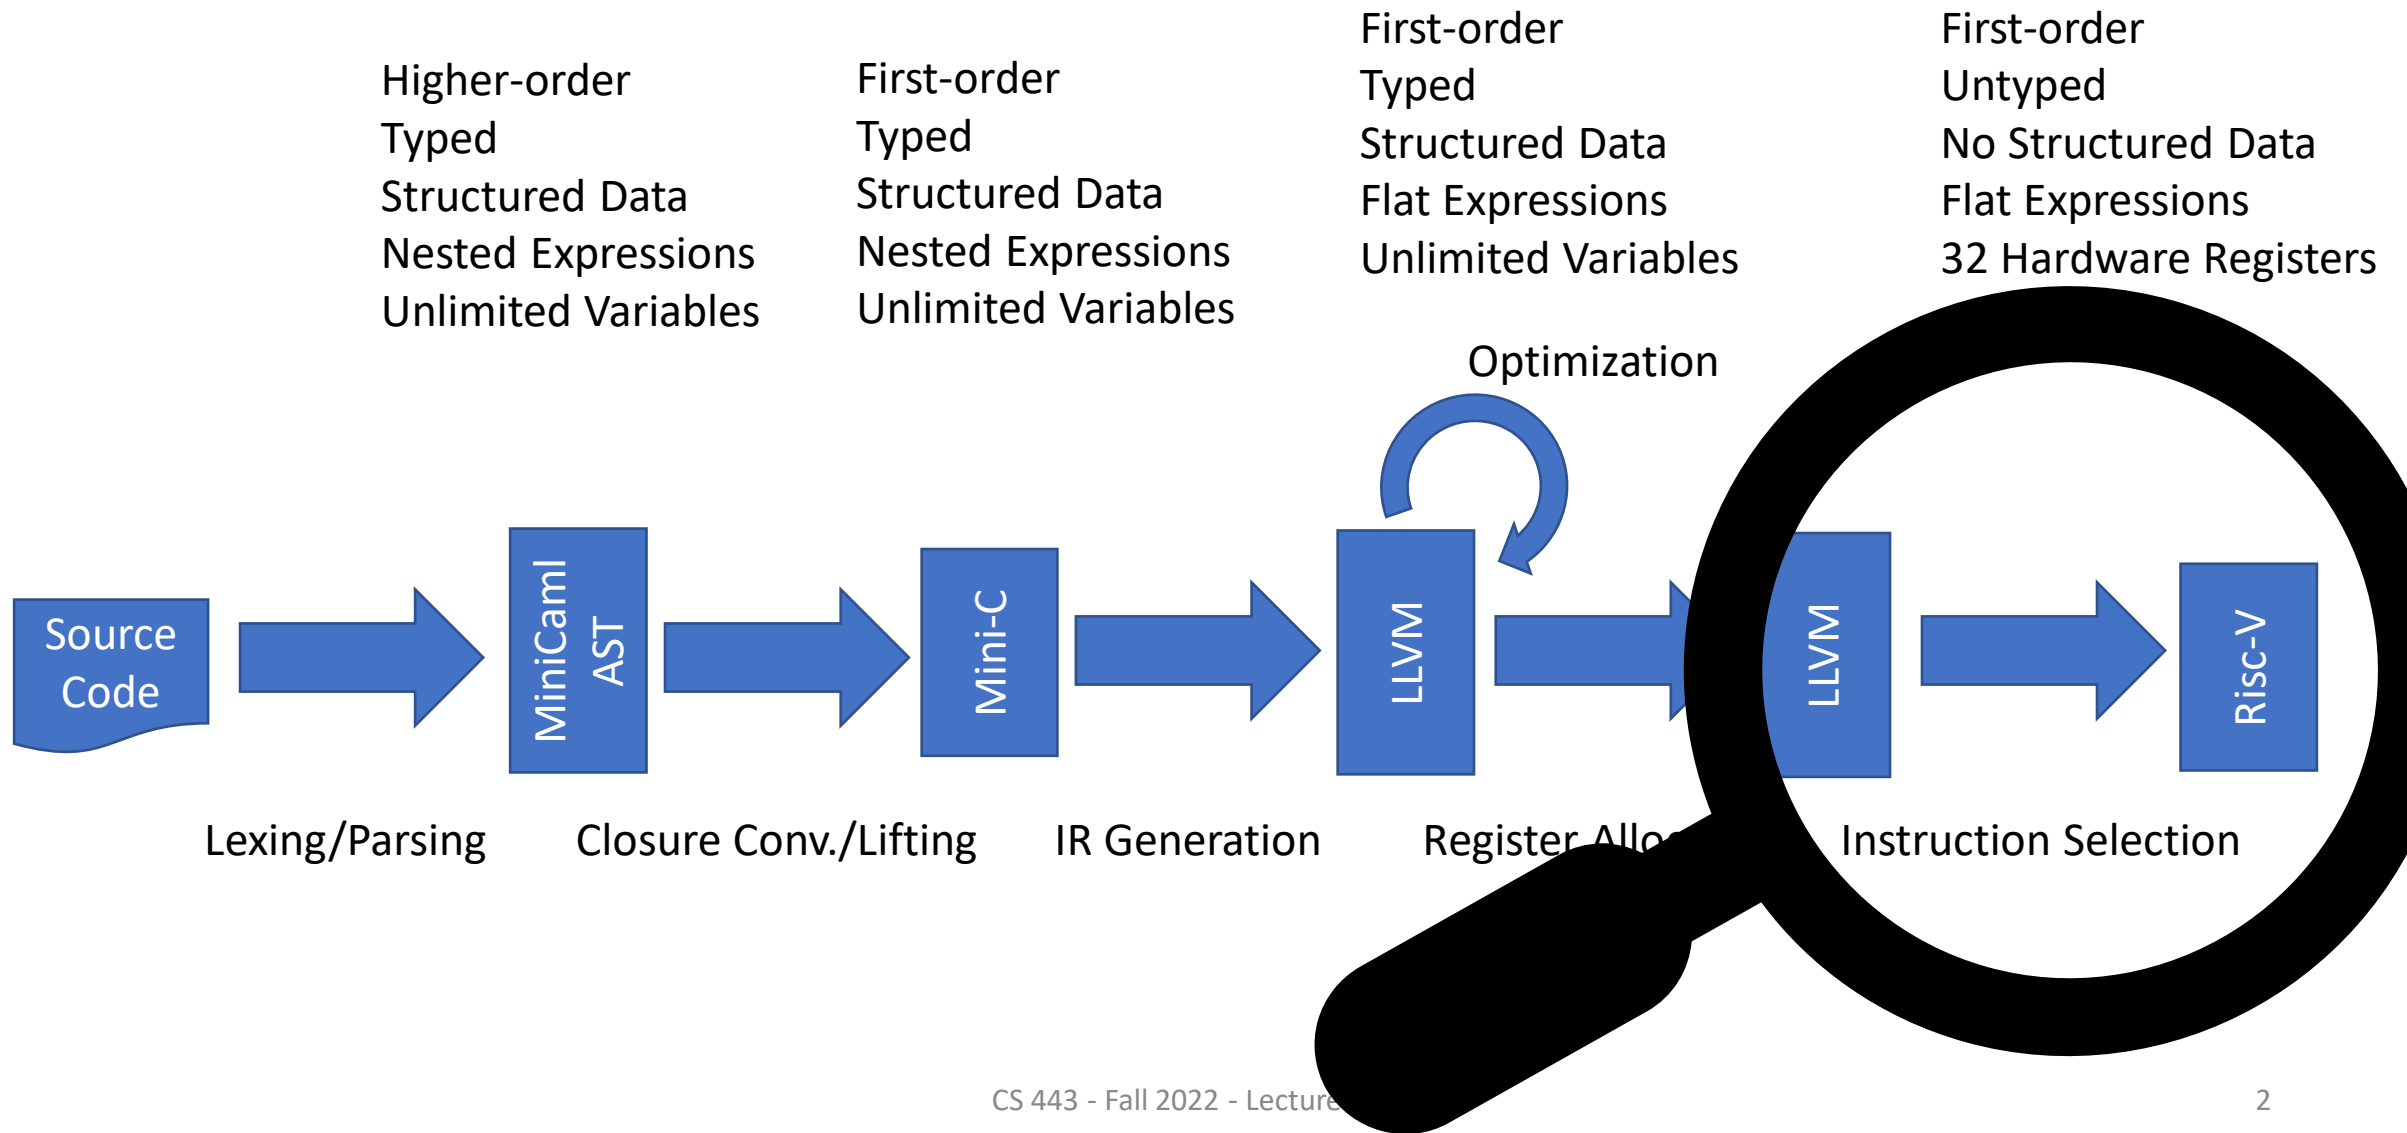 Higher-order
Typed
Structured Data
Nested Expressions
Unlimited Variables
First-order
Typed
Structured Data
Nested Expressions
Unlimited Variables
First-order
Typed
Structured Data
Flat Expressions
Unlimited Variables
First-order
Untyped
No Structured Data
Flat Expressions
32 Hardware Registers
Optimization
Source
Code
MiniCaml
AST
Mini-C
LLVM
LLVM
Risc-V
Lexing/Parsing
Closure Conv./Lifting
IR Generation
Register
Instruction Selection
CS 443 - Fall 2022 - Lecture
2